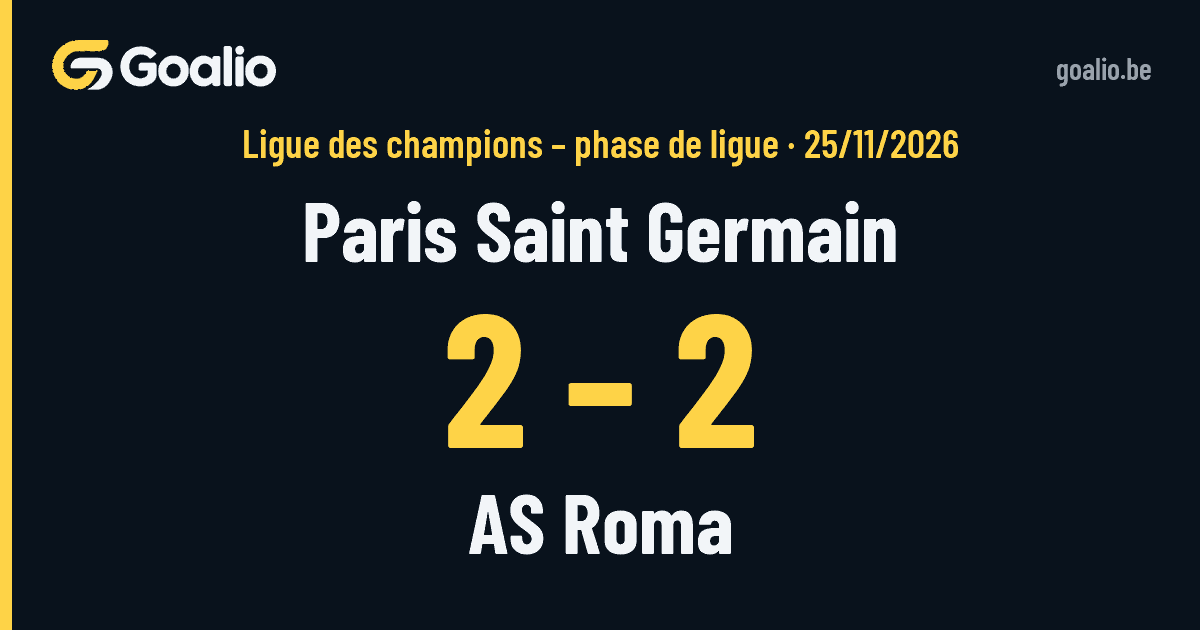 Goalio
goalio.be
Ligue des champions – phase de ligue · 25/11/2026
Paris Saint Germain
2 – 2
AS Roma